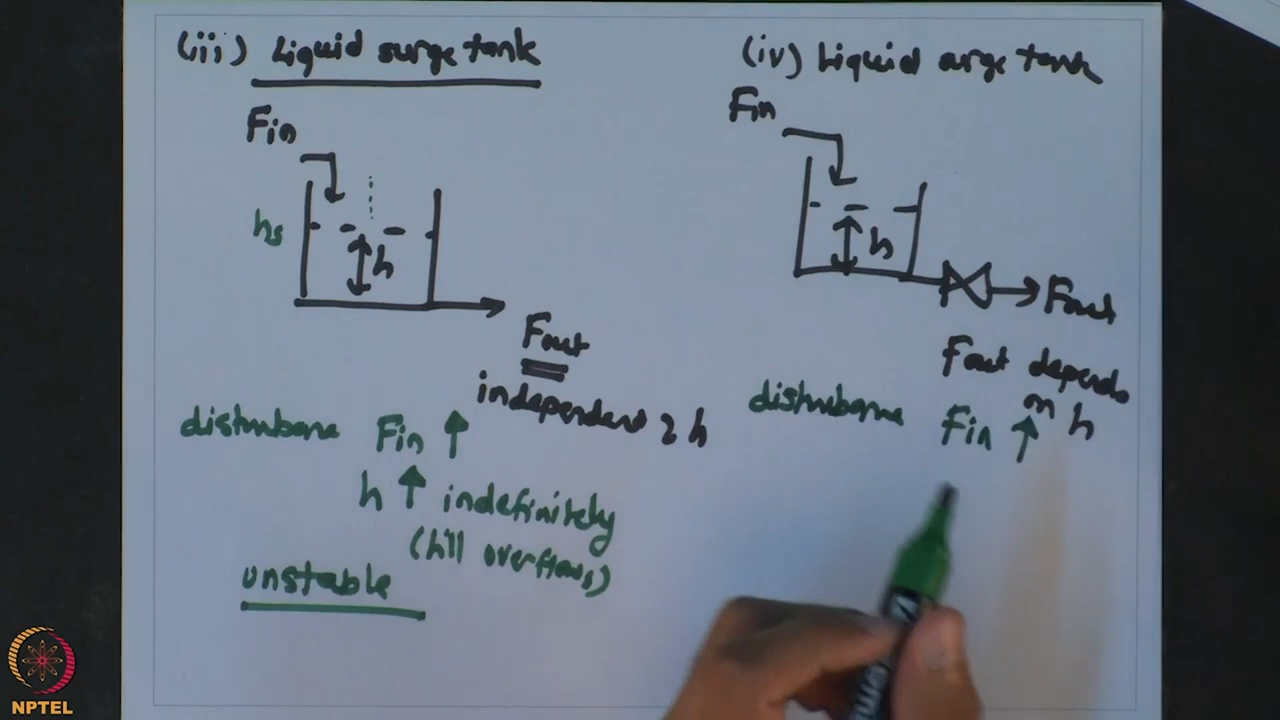 (iii) Liquid surge tank
Fin
hs
h
Fout
independent of h
disturbance Fin ↑
h ↑ indefinitely
(till overflows)
unstable
(iv) Liquid surge tank
Fin
h
Fout
Fout depends
on h
disturbance Fin ↑
NPTEL